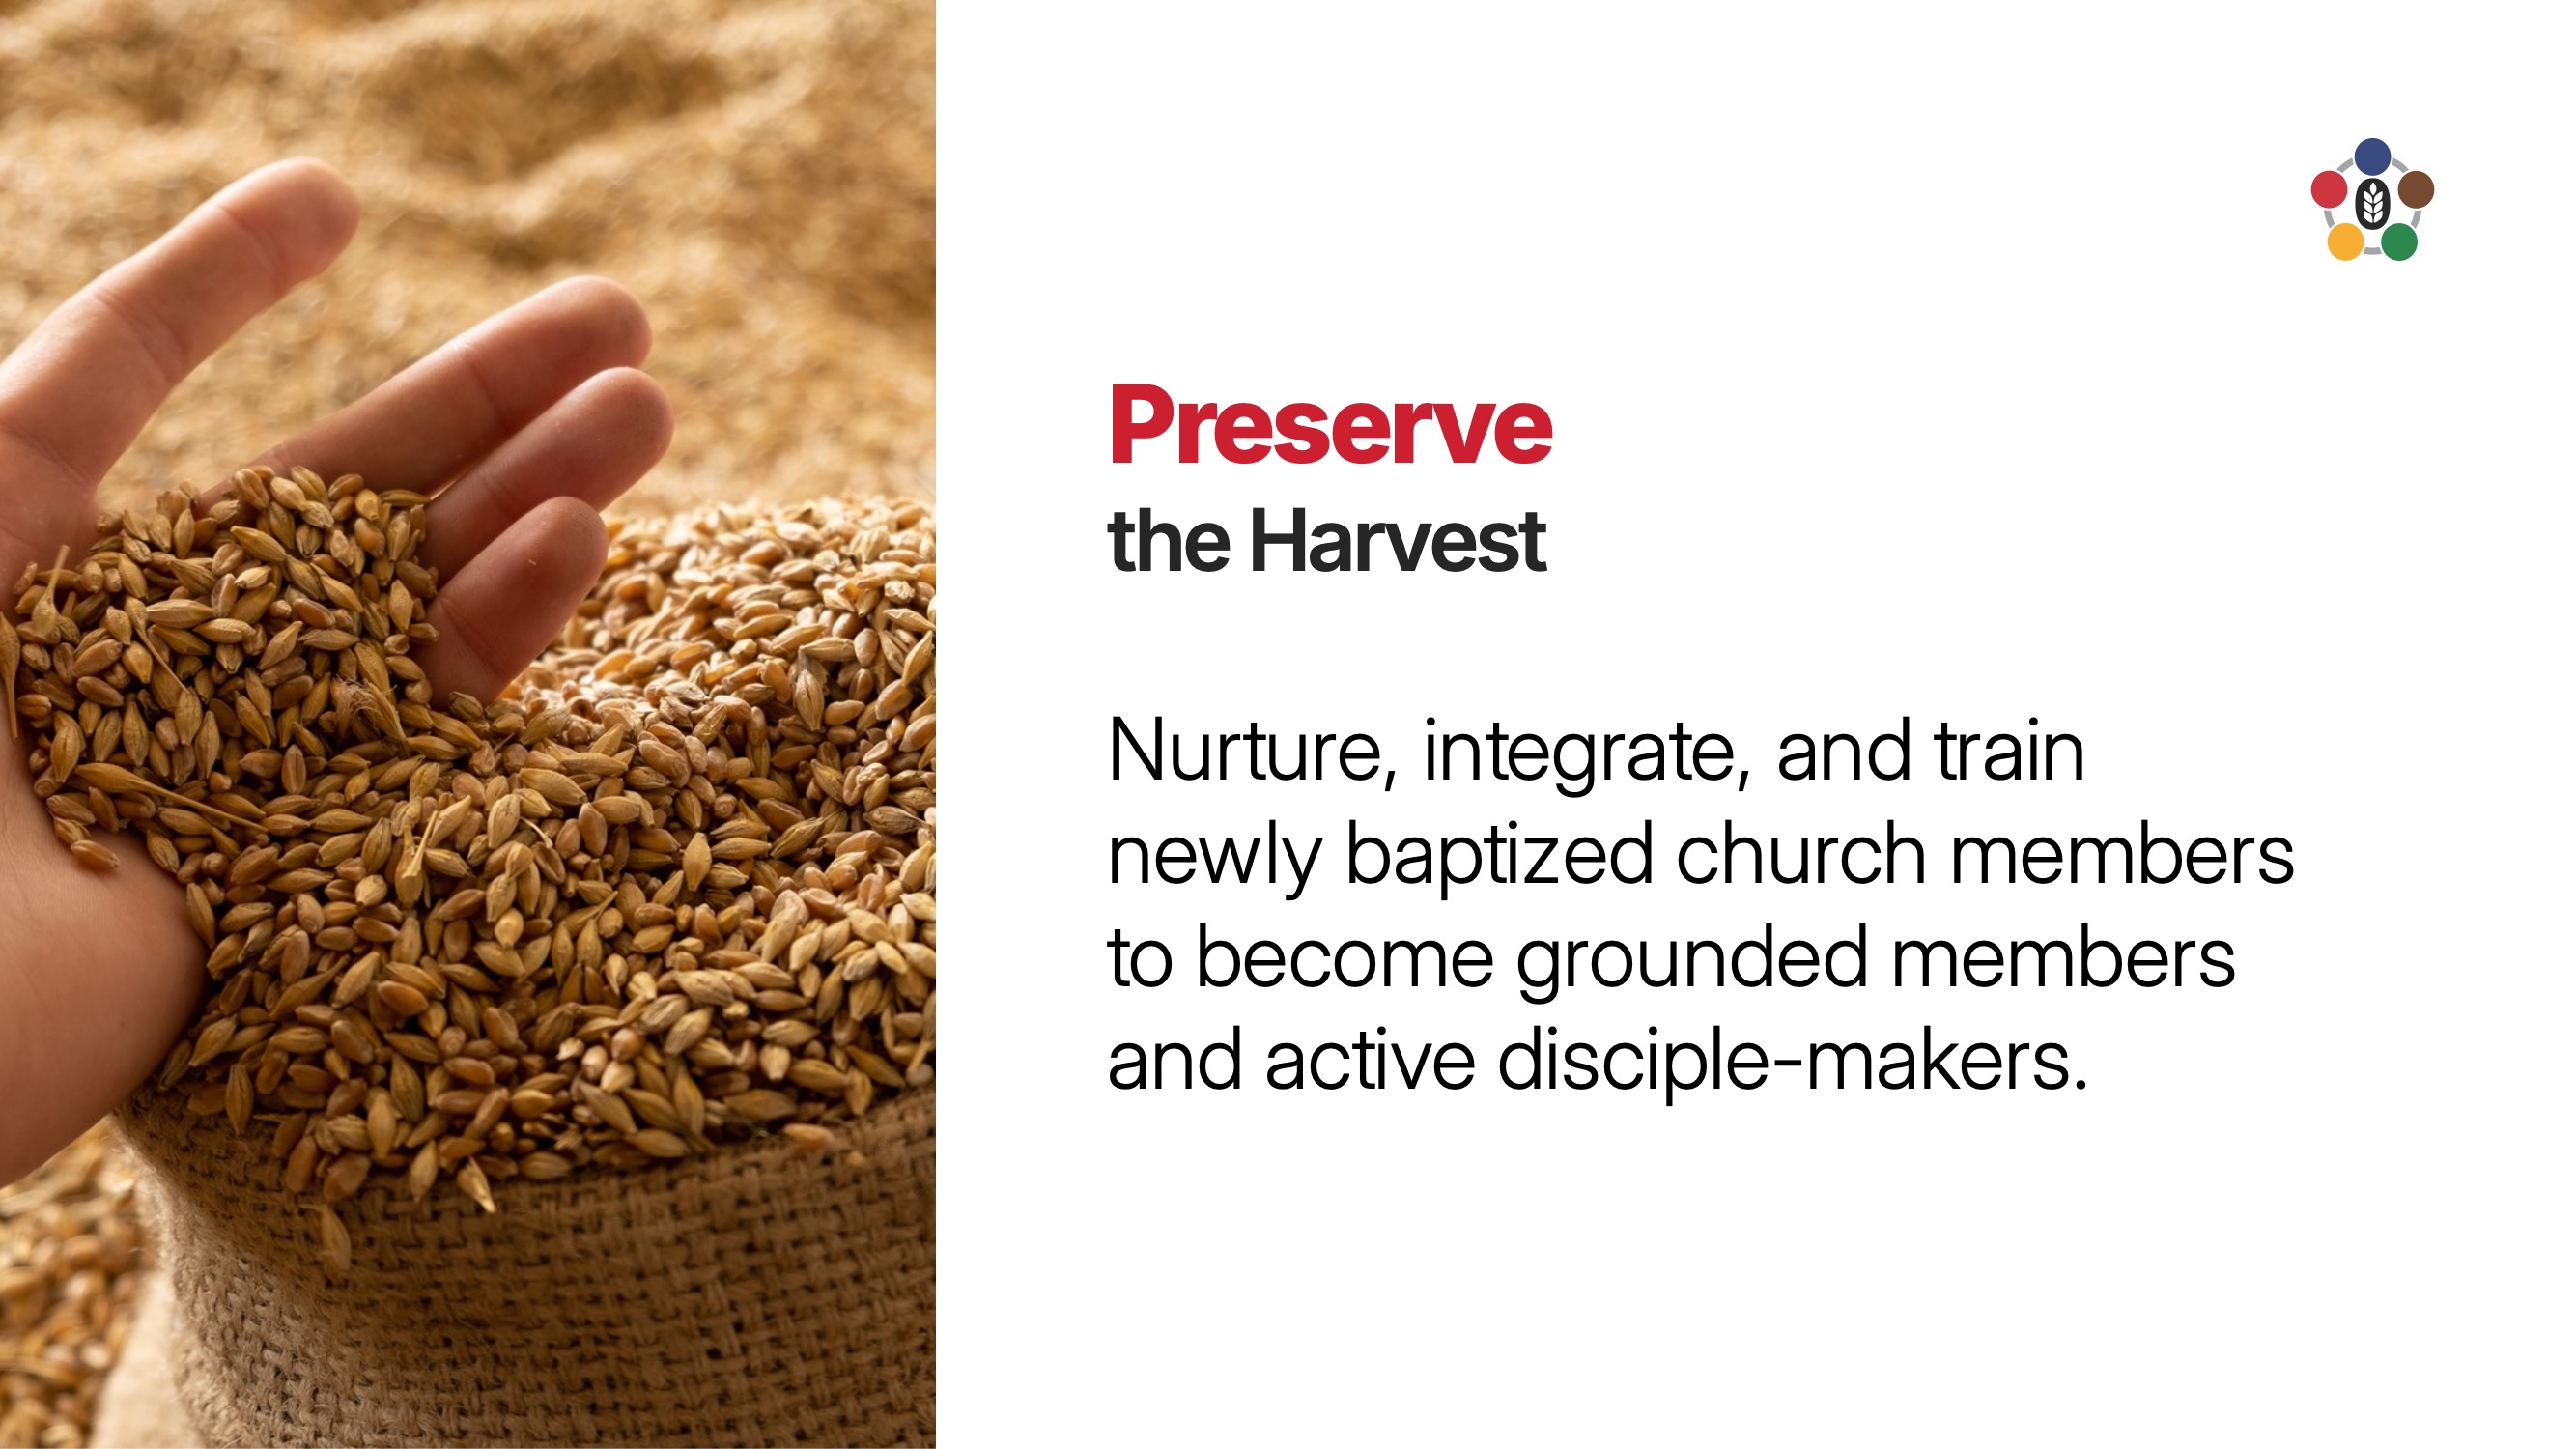 Preserve
the Harvest
Nurture, integrate, and train
newly baptized church members
to become grounded members
and active disciple-makers.